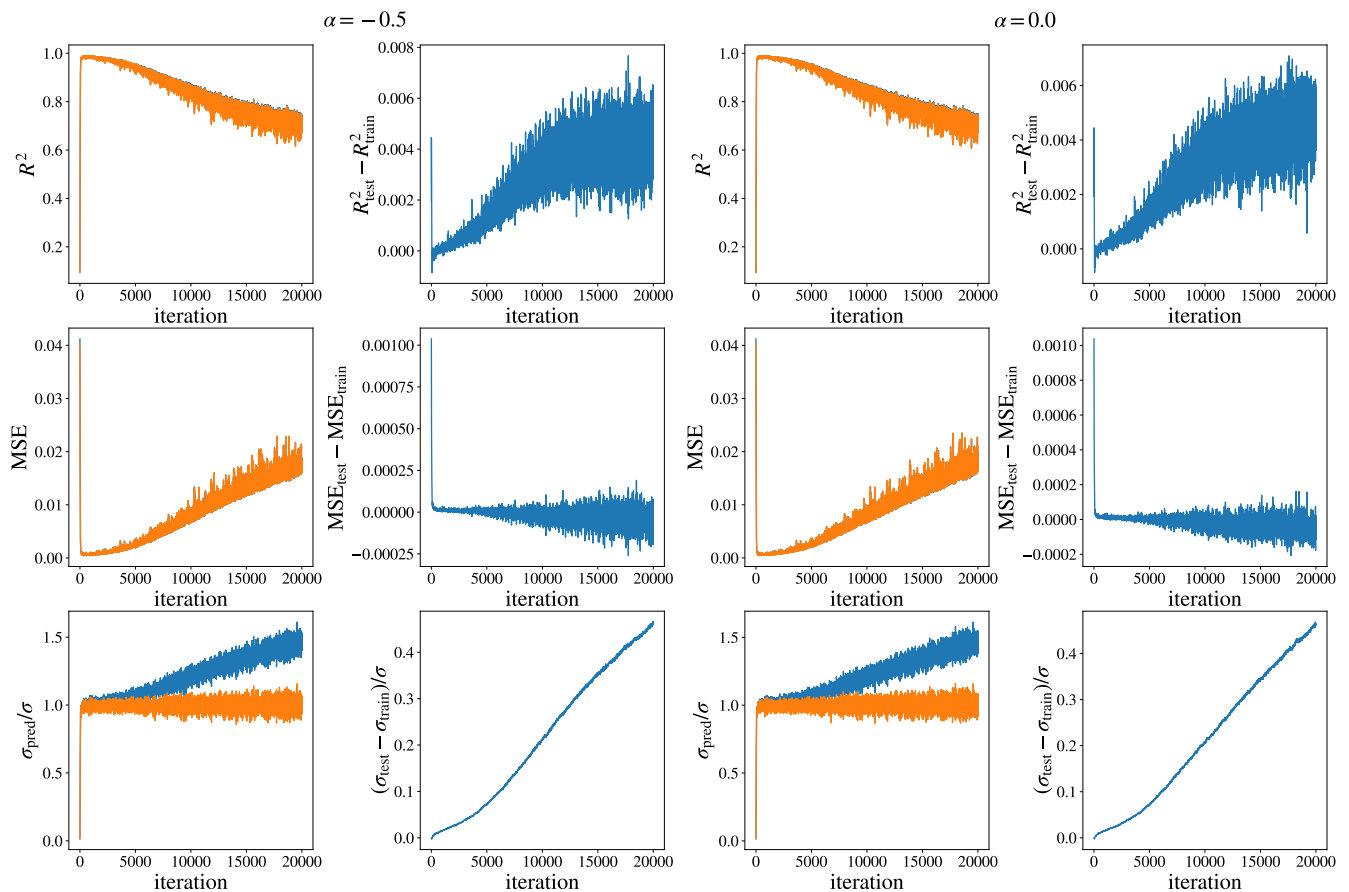 α = −0.5
α = 0.0
1.0
0.8
0.6
0.4
0.2
R²
0 5000 10000 15000 20000
iteration
0.008
0.006
0.004
0.002
0.000
R²test − R²train
0 5000 10000 15000 20000
iteration
1.0
0.8
0.6
0.4
0.2
R²
0 5000 10000 15000 20000
iteration
0.006
0.004
0.002
0.000
R²test − R²train
0 5000 10000 15000 20000
iteration
0.04
0.03
0.02
0.01
0.00
MSE
0 5000 10000 15000 20000
iteration
0.00100
0.00075
0.00050
0.00025
0.00000
−0.00025
MSEtest − MSEtrain
0 5000 10000 15000 20000
iteration
0.04
0.03
0.02
0.01
0.00
MSE
0 5000 10000 15000 20000
iteration
0.0010
0.0008
0.0006
0.0004
0.0002
0.0000
−0.0002
MSEtest − MSEtrain
0 5000 10000 15000 20000
iteration
1.5
1.0
0.5
0.0
σpred/σ
0 5000 10000 15000 20000
iteration
0.4
0.3
0.2
0.1
0.0
(σtest − σtrain)/σ
0 5000 10000 15000 20000
iteration
1.5
1.0
0.5
0.0
σpred/σ
0 5000 10000 15000 20000
iteration
0.4
0.3
0.2
0.1
0.0
(σtest − σtrain)/σ
0 5000 10000 15000 20000
iteration